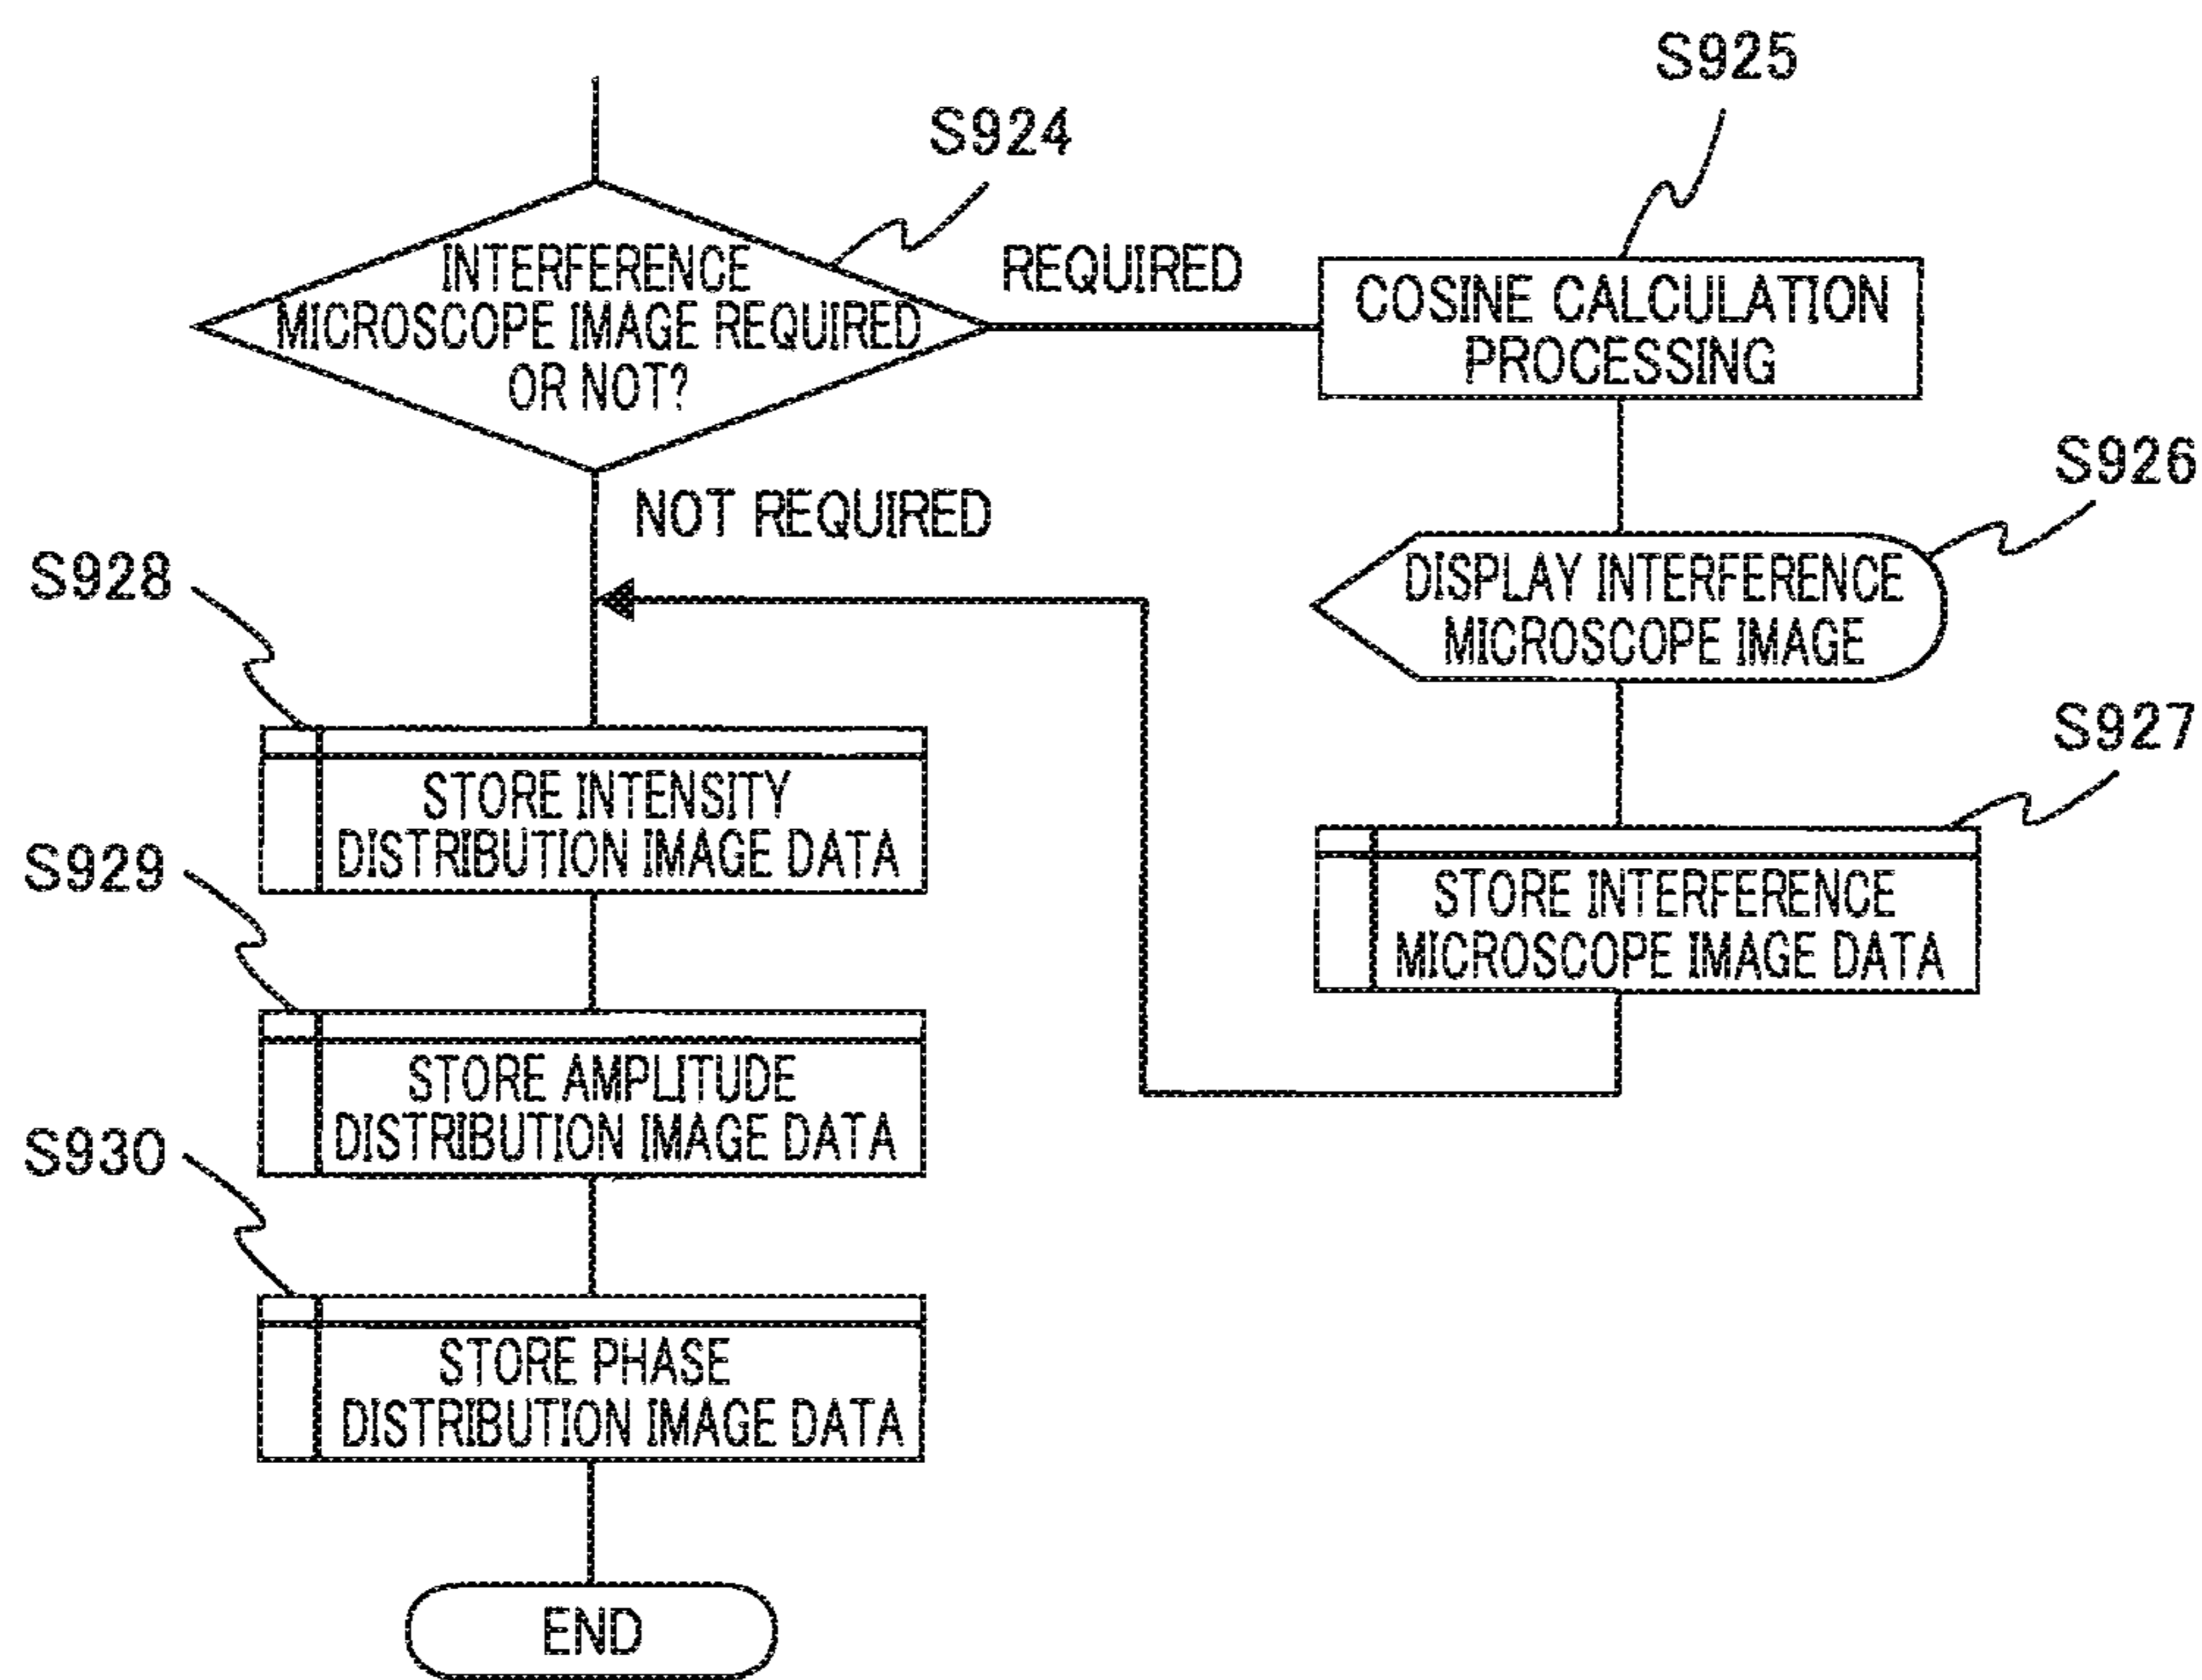 S925
S924
INTERFERENCE
MICROSCOPE IMAGE REQUIRED
OR NOT?
REQUIRED
COSINE CALCULATION
PROCESSING
S926
NOT REQUIRED
DISPLAY INTERFERENCE
MICROSCOPE IMAGE
S928
S927
STORE INTENSITY
DISTRIBUTION IMAGE DATA
STORE INTERFERENCE
MICROSCOPE IMAGE DATA
S929
STORE AMPLITUDE
DISTRIBUTION IMAGE DATA
S930
STORE PHASE
DISTRIBUTION IMAGE DATA
END